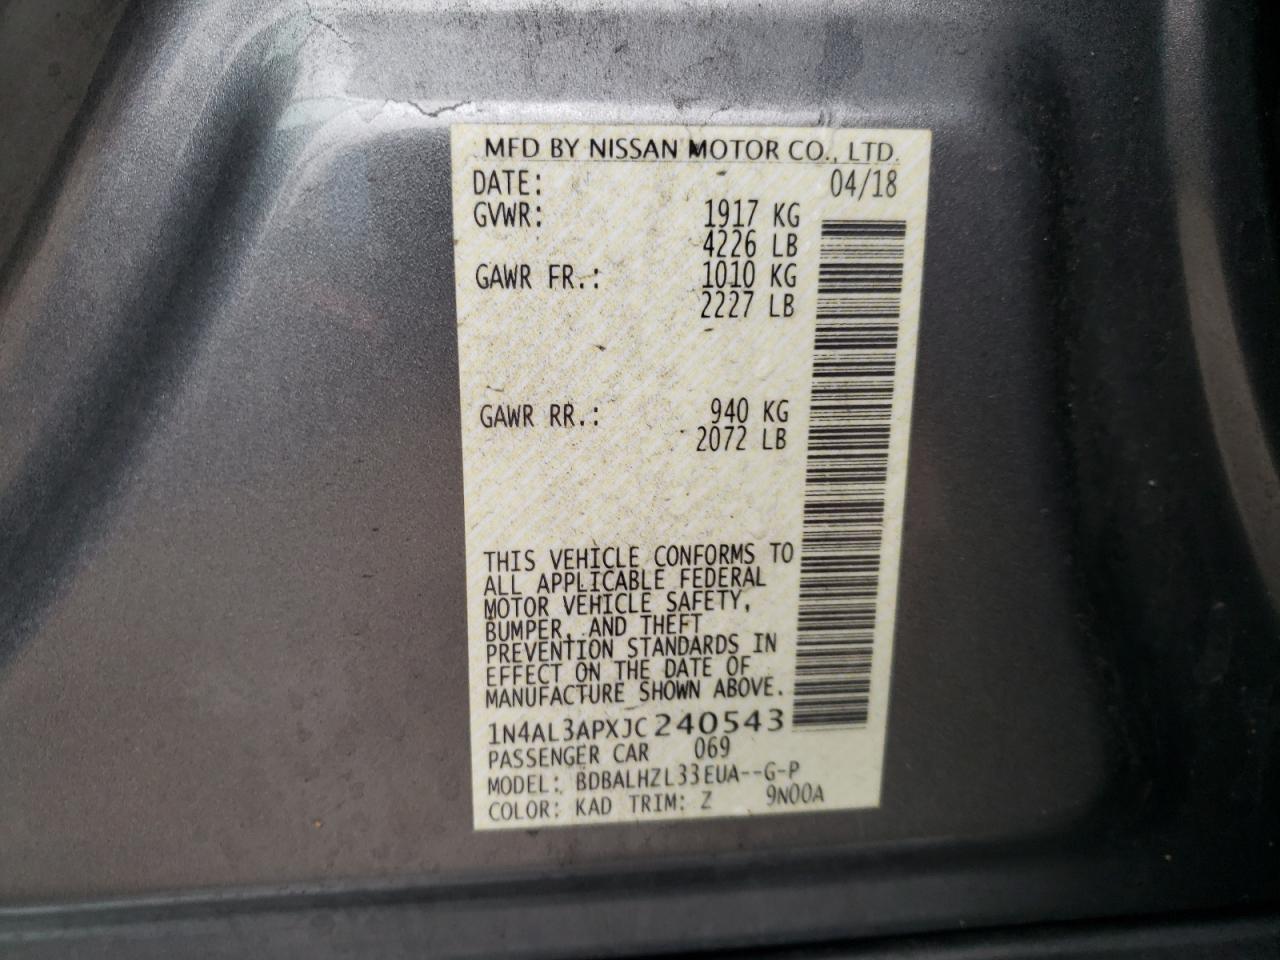 MFD BY NISSAN MOTOR CO., LTD.
DATE: 04/18
GVWR: 1917 KG
4226 LB
GAWR FR.: 1010 KG
2227 LB
GAWR RR.: 940 KG
2072 LB
THIS VEHICLE CONFORMS TO
ALL APPLICABLE FEDERAL
MOTOR VEHICLE SAFETY,
BUMPER, AND THEFT
PREVENTION STANDARDS IN
EFFECT ON THE DATE OF
MANUFACTURE SHOWN ABOVE.
1N4AL3APXJC240543
PASSENGER CAR 069
MODEL: BDBALHZL33EUA--G-P
COLOR: KAD TRIM: Z 9N00A